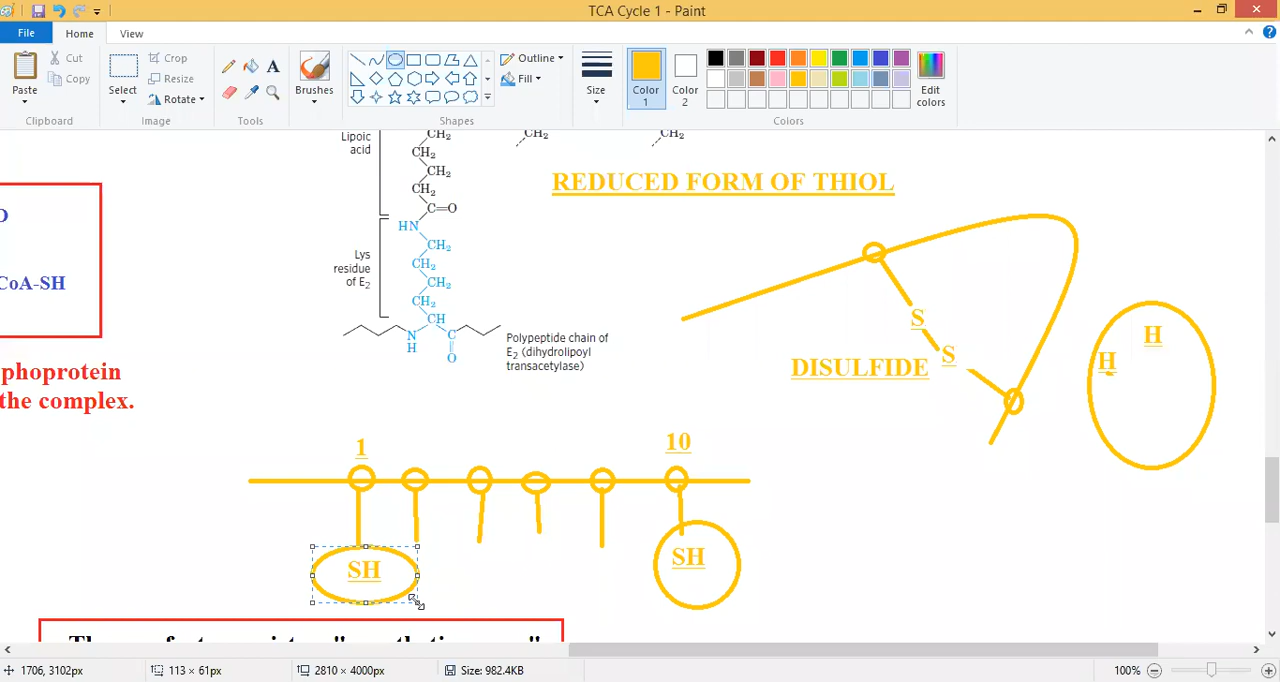 TCA Cycle 1 - Paint
File Home View
Paste
Cut
Copy
Clipboard
Select
Crop
Resize
Rotate
Image
A
Tools
Brushes
Outline
Fill
Shapes
Size
Color 1
Color 2
Edit colors
Colors
Lipoic acid
CH2
CH2
CH2
CH2
C=O
HN
CH2
CH2
CH2
CH2
CH
N
H
C
O
Lys residue of E2
Polypeptide chain of
E2 (dihydrolipoyl
transacetylase)
CH2
CH2
REDUCED FORM OF THIOL
S
S
DISULFIDE
H
H
CoA-SH
phoprotein
the complex.
1
10
SH
SH
1706, 3102px
113 × 61px
2810 × 4000px
Size: 982.4KB
100%